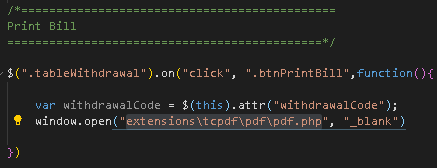 /*=============================================
Print Bill
=============================================*/
$(".tableWithdrawal").on("click", ".btnPrintBill",function(){
var withdrawalCode = $(this).attr("withdrawalCode");
window.open("extensions\tcpdf\pdf\pdf.php", "_blank")
})